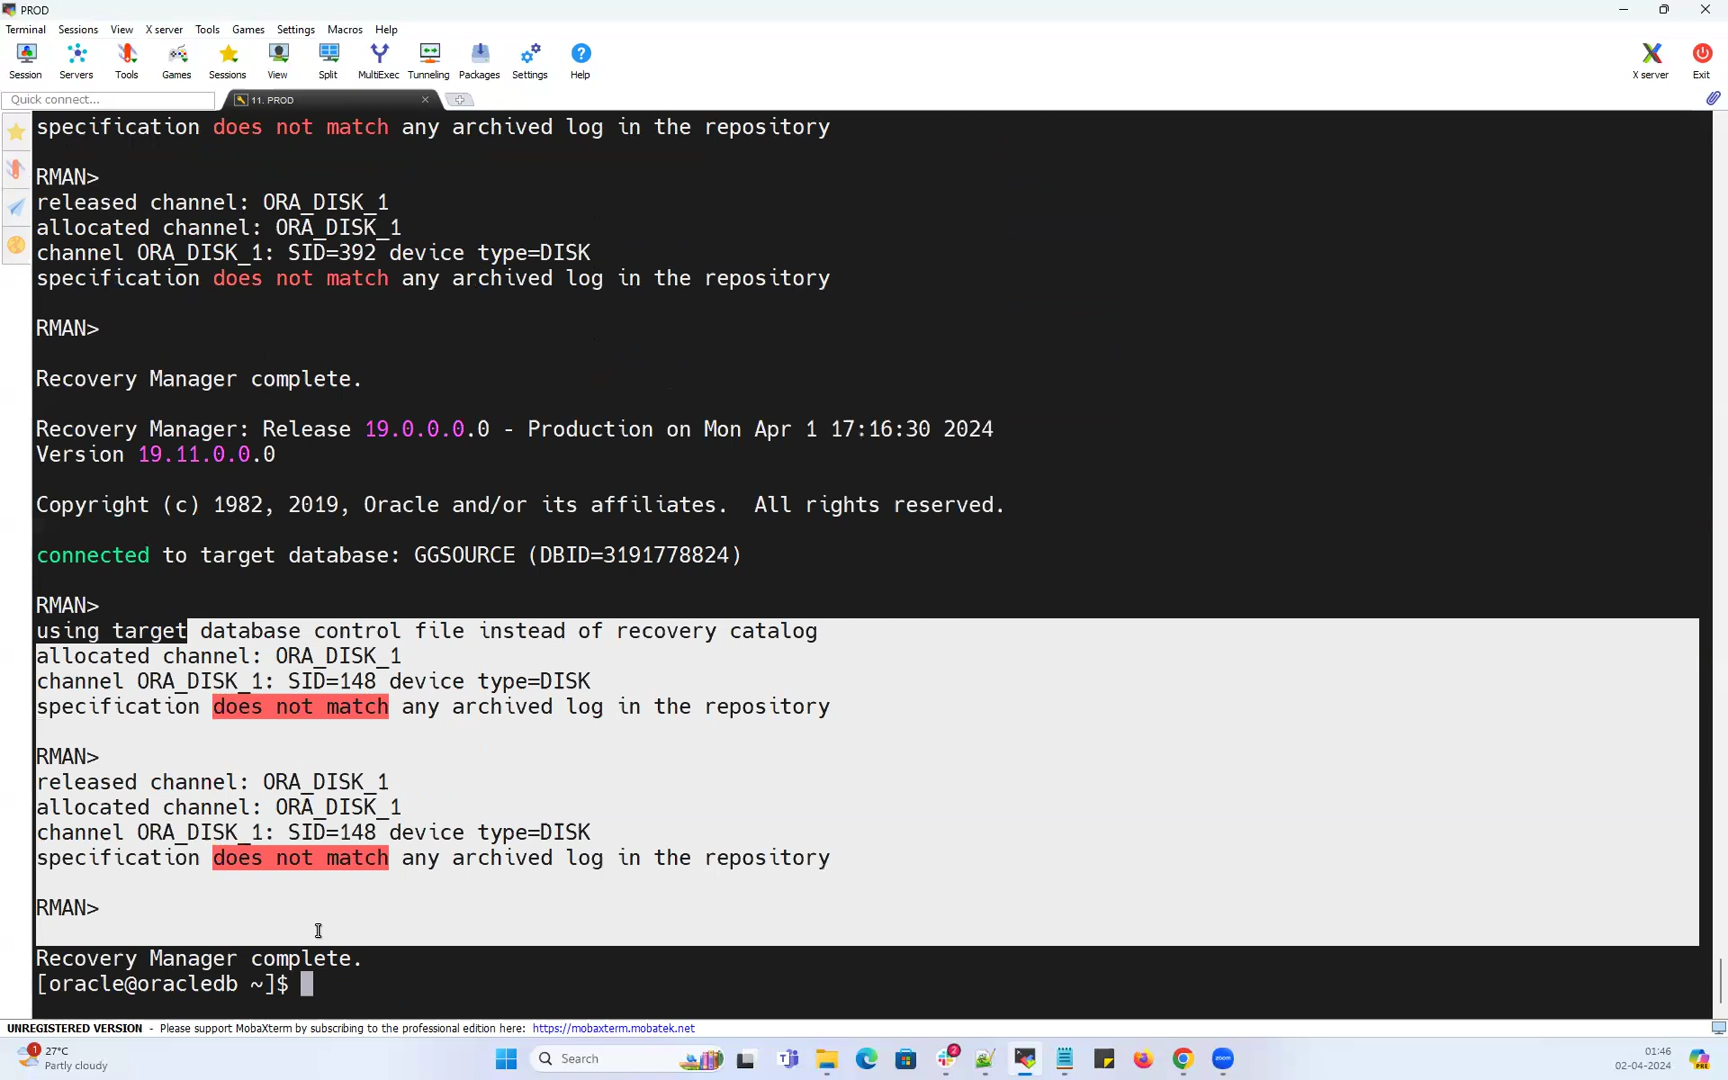 PROD
Terminal Sessions View X server Tools Games Settings Macros Help
Session Servers Tools Games Sessions View Split MultiExec Tunneling Packages Settings Help X server Exit
Quick connect... 11. PROD
specification does not match any archived log in the repository
RMAN>
released channel: ORA_DISK_1
allocated channel: ORA_DISK_1
channel ORA_DISK_1: SID=392 device type=DISK
specification does not match any archived log in the repository
RMAN>
Recovery Manager complete.
Recovery Manager: Release 19.0.0.0.0 - Production on Mon Apr 1 17:16:30 2024
Version 19.11.0.0.0
Copyright (c) 1982, 2019, Oracle and/or its affiliates.  All rights reserved.
connected to target database: GGSOURCE (DBID=3191778824)
RMAN>
using target database control file instead of recovery catalog
allocated channel: ORA_DISK_1
channel ORA_DISK_1: SID=148 device type=DISK
specification does not match any archived log in the repository
RMAN>
released channel: ORA_DISK_1
allocated channel: ORA_DISK_1
channel ORA_DISK_1: SID=148 device type=DISK
specification does not match any archived log in the repository
RMAN>
Recovery Manager complete.
[oracle@oracledb ~]$
UNREGISTERED VERSION - Please support MobaXterm by subscribing to the professional edition here: https://mobaxterm.mobatek.net
1 27°C
Partly cloudy
Search
2
01:46
02-04-2024
PRE